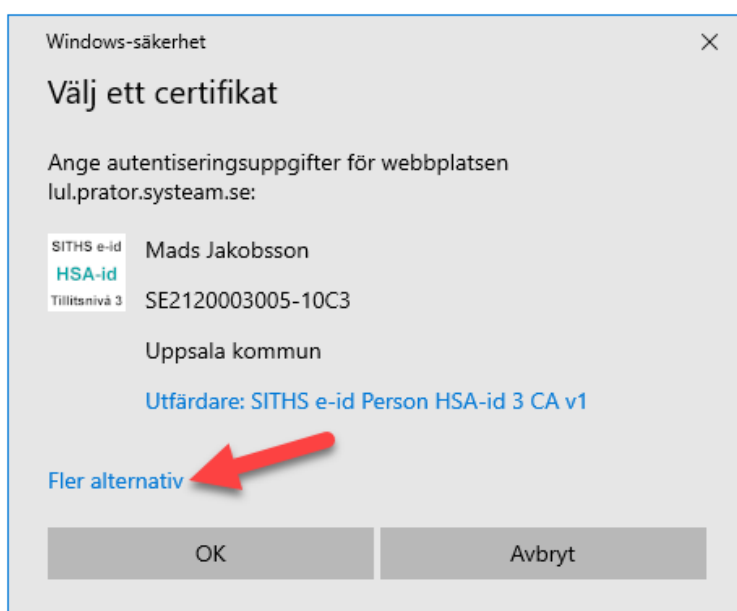 Windows-säkerhet
Välj ett certifikat
Ange autentiseringsuppgifter för webbplatsen
lul.prator.systeam.se:
SITHS e-id
HSA-id
Tillitsnivå 3
Mads Jakobsson
SE2120003005-10C3
Uppsala kommun
Utfärdare: SITHS e-id Person HSA-id 3 CA v1
Fler alternativ
OK
Avbryt